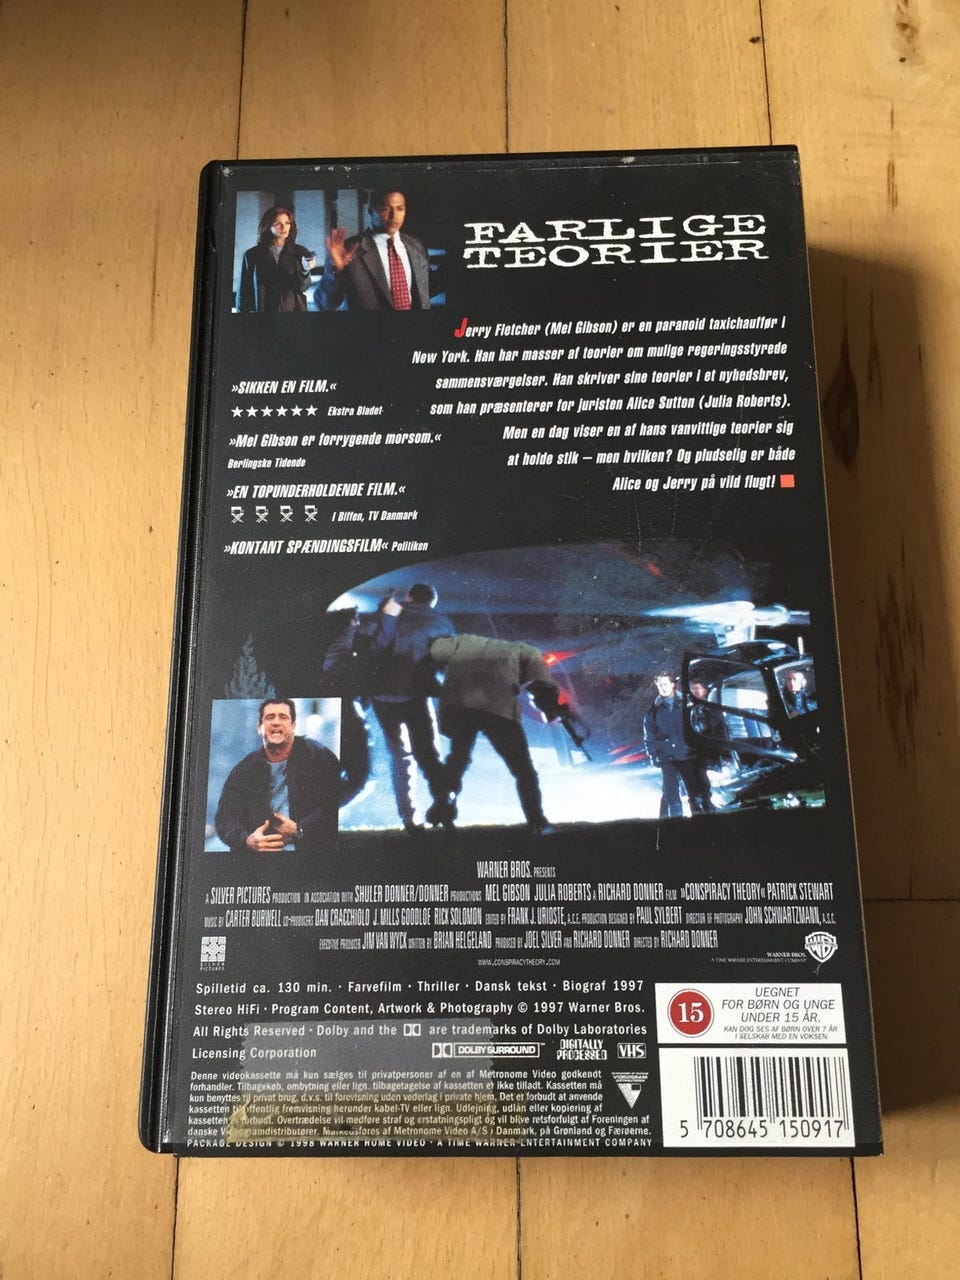 FARLIGE
TEORIER
Jerry Fletcher (Mel Gibson) er en paranoid taxichauffør i
New York. Han har masser af teorier om mulige regeringsstyrede
sammensværgelser. Han skriver sine teorier i et nyhedsbrev,
som han præsenterer for juristen Alice Sutton (Julia Roberts).
Men en dag viser en af hans vanvittige teorier sig
at holde stik – men hvilken? Og pludselig er både
Alice og Jerry på vild flugt!
»SIKKEN EN FILM.«
★★★★★★ Ekstra Bladet
»Mel Gibson er forrygende morsom.«
Berlingske Tidende
»EN TOPUNDERHOLDENDE FILM.«
I Biffen, TV Danmark
»KONTANT SPÆNDINGSFILM« Politiken
WARNER BROS. PRESENTS
A SILVER PICTURES PRODUCTION IN ASSOCIATION WITH SHULER DONNER/DONNER PRODUCTIONS MEL GIBSON JULIA ROBERTS A RICHARD DONNER FILM »CONSPIRACY THEORY« PATRICK STEWART
MUSIC BY CARTER BURWELL CO-PRODUCERS DAN CRACCHIOLO J. MILLS GOODLOE RICK SOLOMON EDITED BY FRANK J. URIOSTE, A.C.E. PRODUCTION DESIGNED BY PAUL SYLBERT DIRECTOR OF PHOTOGRAPHY JOHN SCHWARTZMANN, A.S.C.
EXECUTIVE PRODUCER JIM VAN WYCK WRITTEN BY BRIAN HELGELAND PRODUCED BY JOEL SILVER AND RICHARD DONNER DIRECTED BY RICHARD DONNER
SILVER
PICTURES
WWW.CONSPIRACYTHEORY.COM
WARNER BROS.
A TIME WARNER ENTERTAINMENT COMPANY
Spilletid ca. 130 min. · Farvefilm · Thriller · Dansk tekst · Biograf 1997
Stereo HiFi · Program Content, Artwork & Photography © 1997 Warner Bros.
All Rights Reserved · Dolby and the DD are trademarks of Dolby Laboratories
Licensing Corporation
DOLBY SURROUND™ DIGITALLY PROCESSED VHS
15
UEGNET
FOR BØRN OG UNGE
UNDER 15 ÅR.
KAN DOG SES AF BØRN OVER 7 ÅR
I SELSKAB MED EN VOKSEN.
Denne videokassette må kun sælges til privatpersoner af en af Metronome Video godkendt
forhandler. Tilbagekøb, ombytning eller lign. tilbagetagelse af kassetten er ikke tilladt. Kassetten må
kun benyttes til privat brug, d.v.s. til forevisning uden vederlag i private hjem. Det er forbudt at anvende
kassetten til offentlig fremvisning herunder kabel-TV eller lign. Udlejning, udlån eller kopiering af
kassetten er forbudt. Overtrædelse vil medføre straf og erstatningspligt og vil blive retsforfulgt af Foreningen af
danske Videogramdistributører. Markedsføres af Metronome Video A/S i Danmark, på Grønland og Færøerne.
PACKAGE DESIGN © 1998 WARNER HOME VIDEO · A TIME WARNER ENTERTAINMENT COMPANY
5 708645 150917